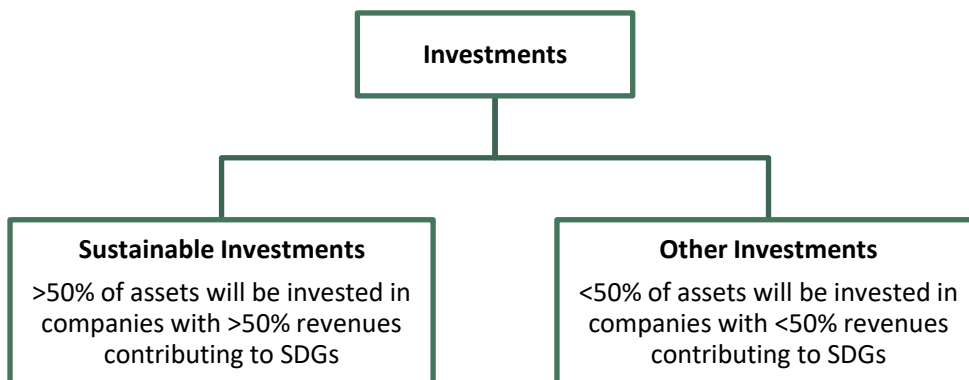 Investments
Sustainable Investments
>50% of assets will be invested in
companies with >50% revenues
contributing to SDGs
Other Investments
<50% of assets will be invested in
companies with <50% revenues
contributing to SDGs